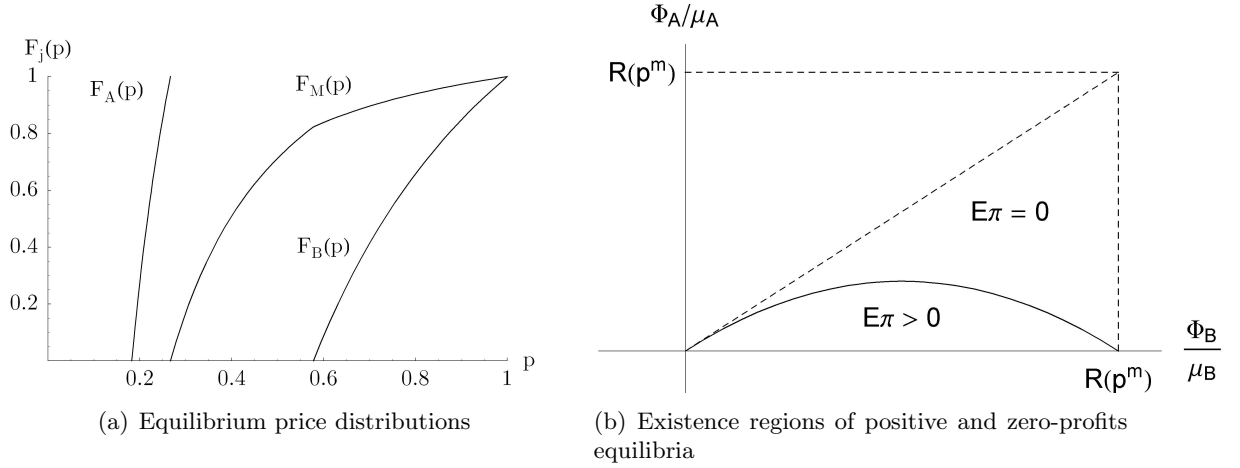 F_j(p)
1
0.8
0.6
0.4
0.2
F_A(p)
F_M(p)
F_B(p)
0.2 0.4 0.6 0.8 1 p
(a) Equilibrium price distributions
Φ_A/μ_A
R(p^m)
Eπ = 0
Eπ > 0
R(p^m)
Φ_B
μ_B
(b) Existence regions of positive and zero-profits
equilibria